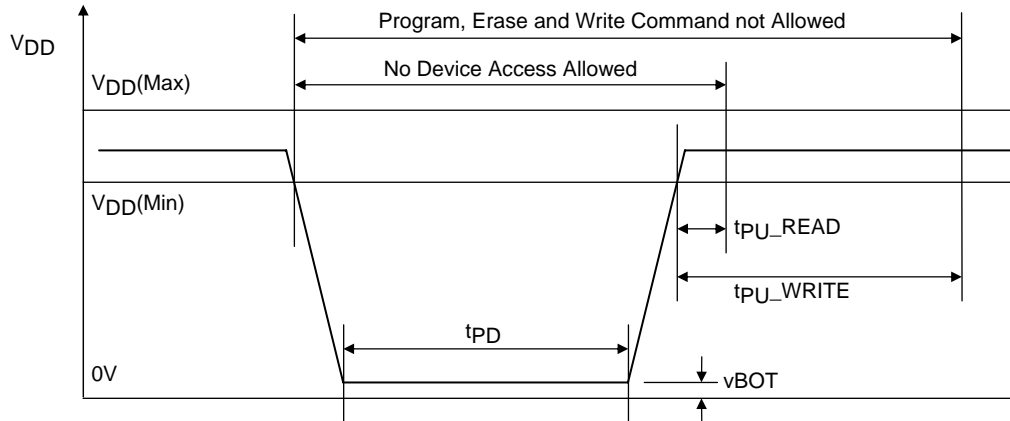 Program, Erase and Write Command not Allowed
VDD
No Device Access Allowed
VDD(Max)
VDD(Min)
tPU_READ
tPU_WRITE
tPD
0V
vBOT